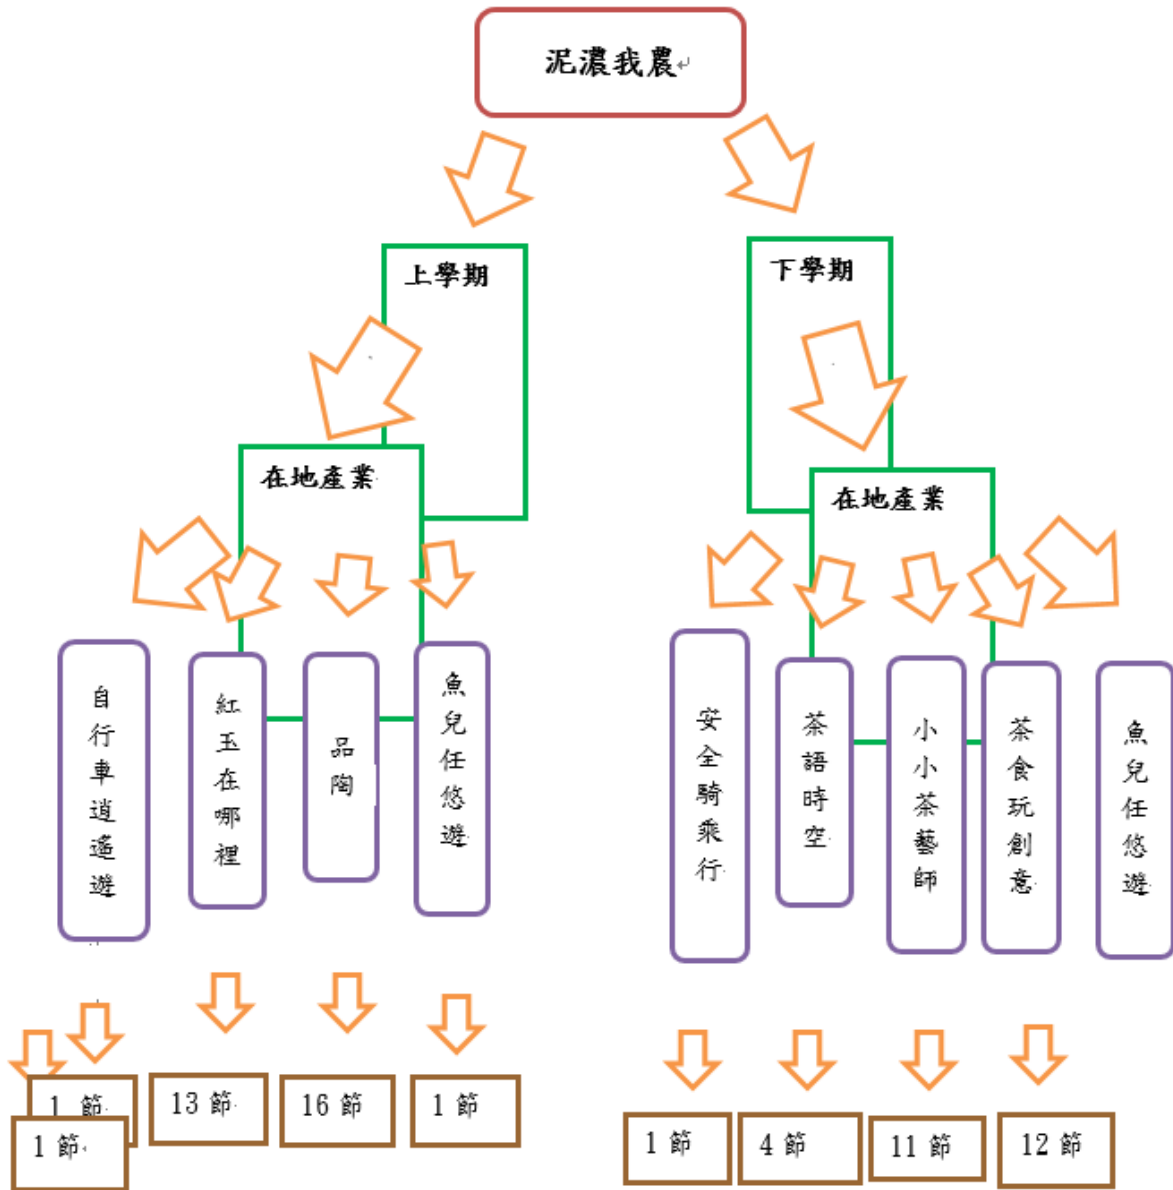 泥濃我農
上學期
下學期
在地產業
在地產業
自行車逍遙遊
紅玉在哪裡
品陶
魚兒任悠遊
安全騎乘行
茶語時空
小小茶藝師
茶食玩創意
魚兒任悠遊
1 節
13 節
16 節
1 節
1 節
1 節
4 節
11 節
12 節